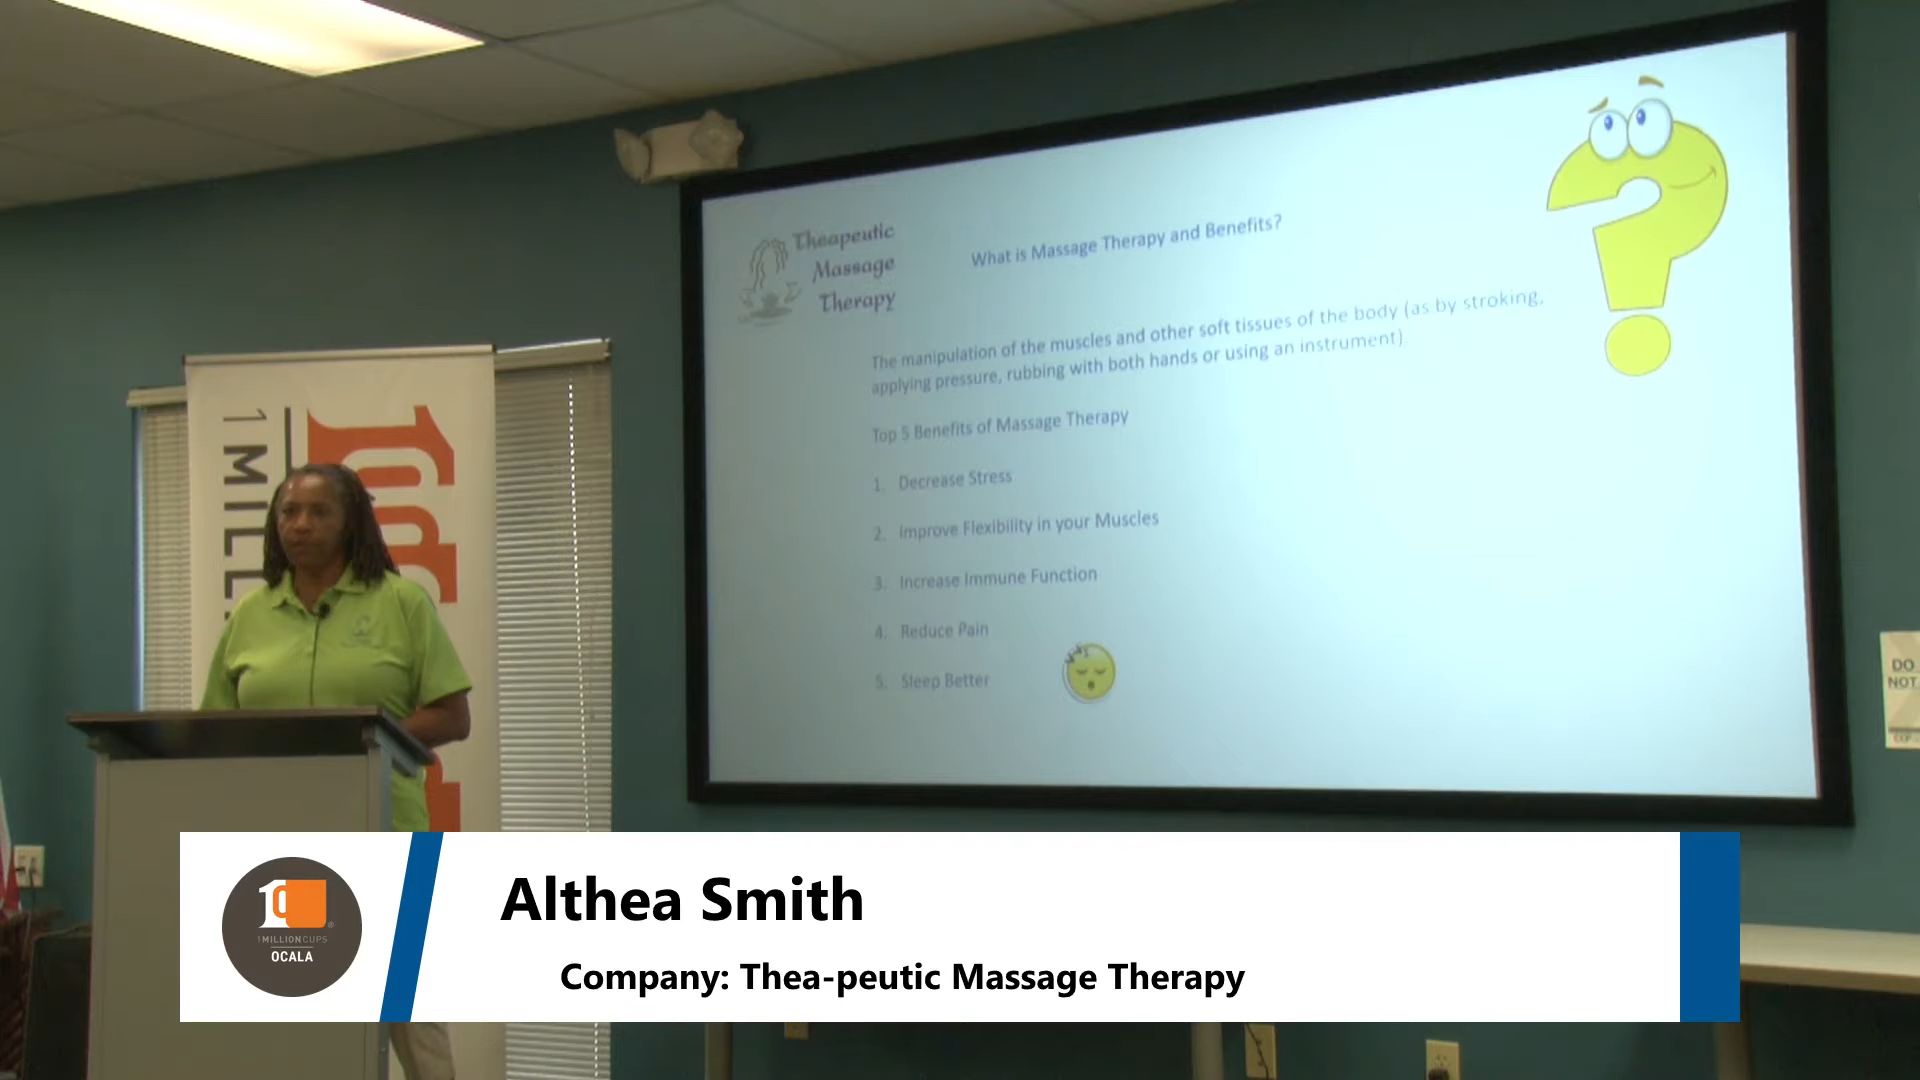 Theapeutic
Massage
Therapy
What is Massage Therapy and Benefits?
The manipulation of the muscles and other soft tissues of the body (as by stroking,
applying pressure, rubbing with both hands or using an instrument).
Top 5 Benefits of Massage Therapy
1. Decrease Stress
2. Improve Flexibility in your Muscles
3. Increase Immune Function
4. Reduce Pain
5. Sleep Better
1 MILL
DO
NOT
1MILLIONCUPS
OCALA
Althea Smith
Company: Thea-peutic Massage Therapy